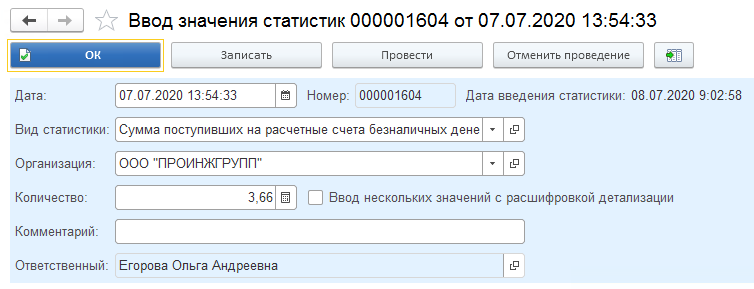 Ввод значения статистик 000001604 от 07.07.2020 13:54:33
ОК Записать Провести Отменить проведение
Дата: 07.07.2020 13:54:33 Номер: 000001604 Дата введения статистики: 08.07.2020 9:02:58
Вид статистики: Сумма поступивших на расчетные счета безналичных дене
Организация: ООО "ПРОИНЖГРУПП"
Количество: 3,66 Ввод нескольких значений с расшифровкой детализации
Комментарий:
Ответственный: Егорова Ольга Андреевна